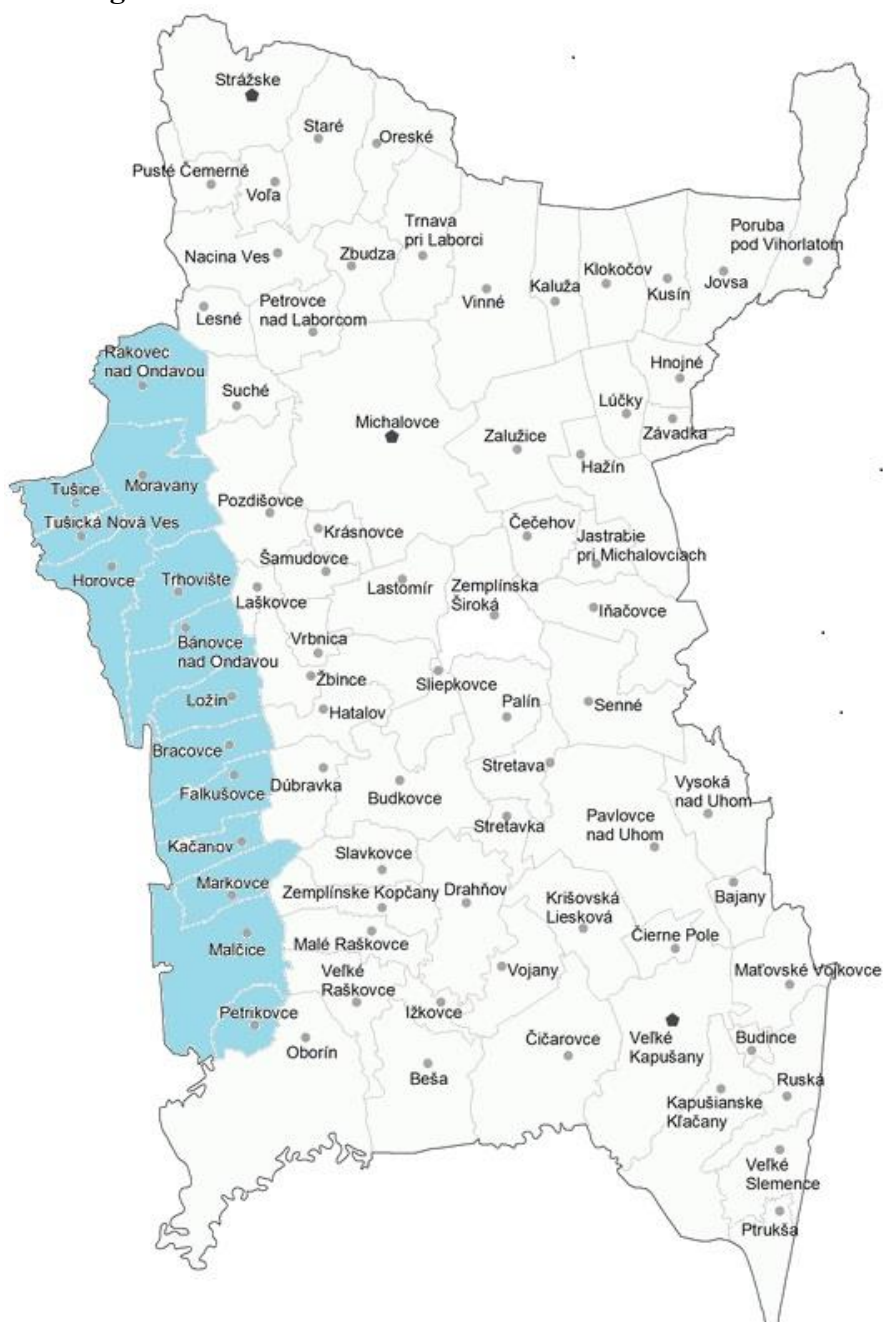 Strážske
Staré
Oreské
Pusté Čemerné
Voľa
Trnava
pri Laborci
Poruba
pod Vihorlatom
Nacina Ves
Zbudza
Vinné
Kaluža
Klokočov
Kusín
Jovsa
Lesné
Petrovce
nad Laborcom
Rakovec
nad Ondavou
Suché
Hnojné
Lúčky
Závadka
Michalovce
Zalužice
Hažín
Tušice
Moravany
Pozdišovce
Tušická Nová Ves
Krásnovce
Čečehov
Jastrabie
pri Michalovciach
Horovce
Trhovište
Šamudovce
Laškovce
Lastomír
Zemplínska
Široká
Iňačovce
Bánovce
nad Ondavou
Vrbnica
Žbince
Sliepkovce
Ložín
Hatalov
Palín
Senné
Bracovce
Falkušovce
Dúbravka
Budkovce
Stretava
Vysoká
nad Uhom
Stretavka
Pavlovce
nad Uhom
Kačanov
Slavkovce
Markovce
Zemplínske Kopčany
Drahňov
Krišovská
Liesková
Bajany
Malčice
Malé Raškovce
Čierne Pole
Veľké
Raškovce
Vojany
Maťovské Vojkovce
Petrikovce
Oborín
Ižkovce
Beša
Čičarovce
Veľké
Kapušany
Budince
Ruská
Kapušianske
Kľačany
Veľké
Slemence
Ptrukša